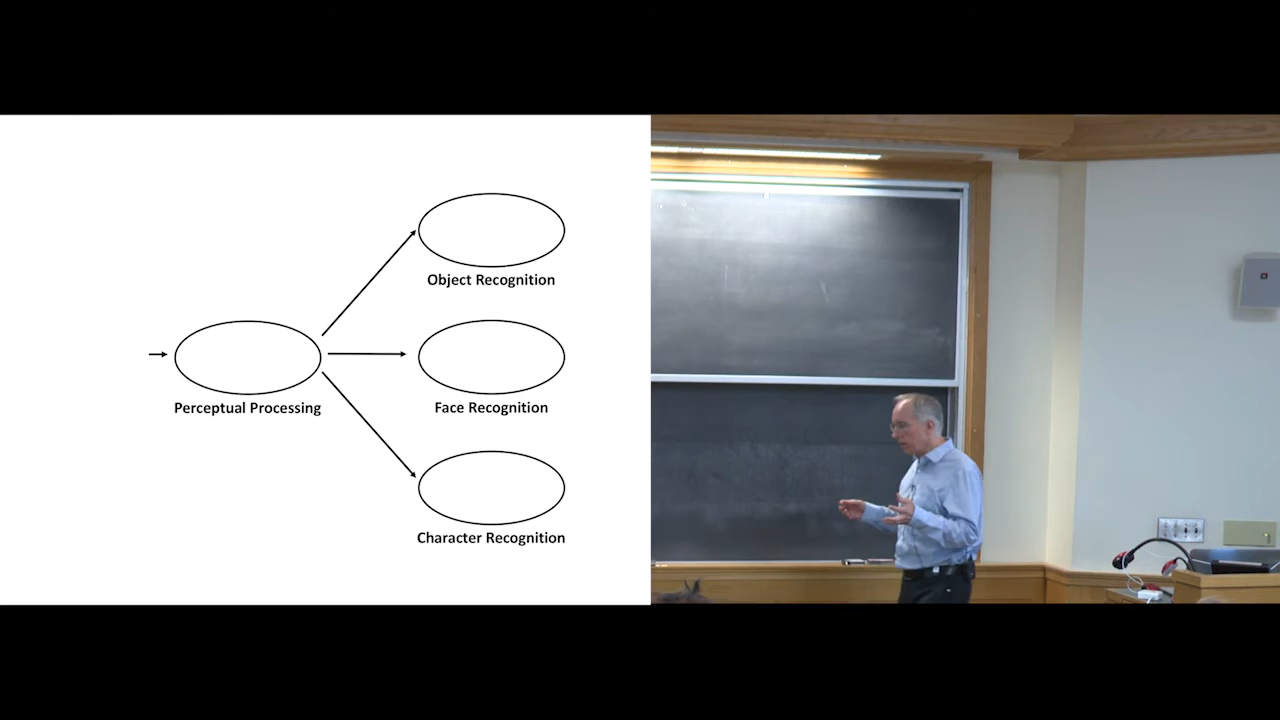 Object Recognition
Perceptual Processing
Face Recognition
Character Recognition